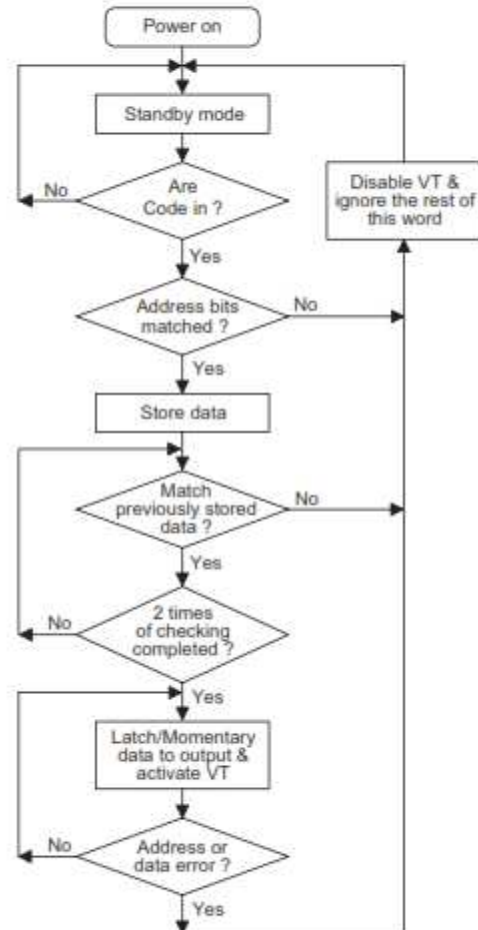 Power on
Standby mode
No
Are
Code in ?
Disable VT &
ignore the rest of
this word
Yes
Address bits
matched ?
No
Yes
Store data
Match
previously stored
data ?
No
Yes
No
2 times
of checking
completed ?
Yes
Latch/Momentary
data to output &
activate VT
No
Address or
data error ?
Yes